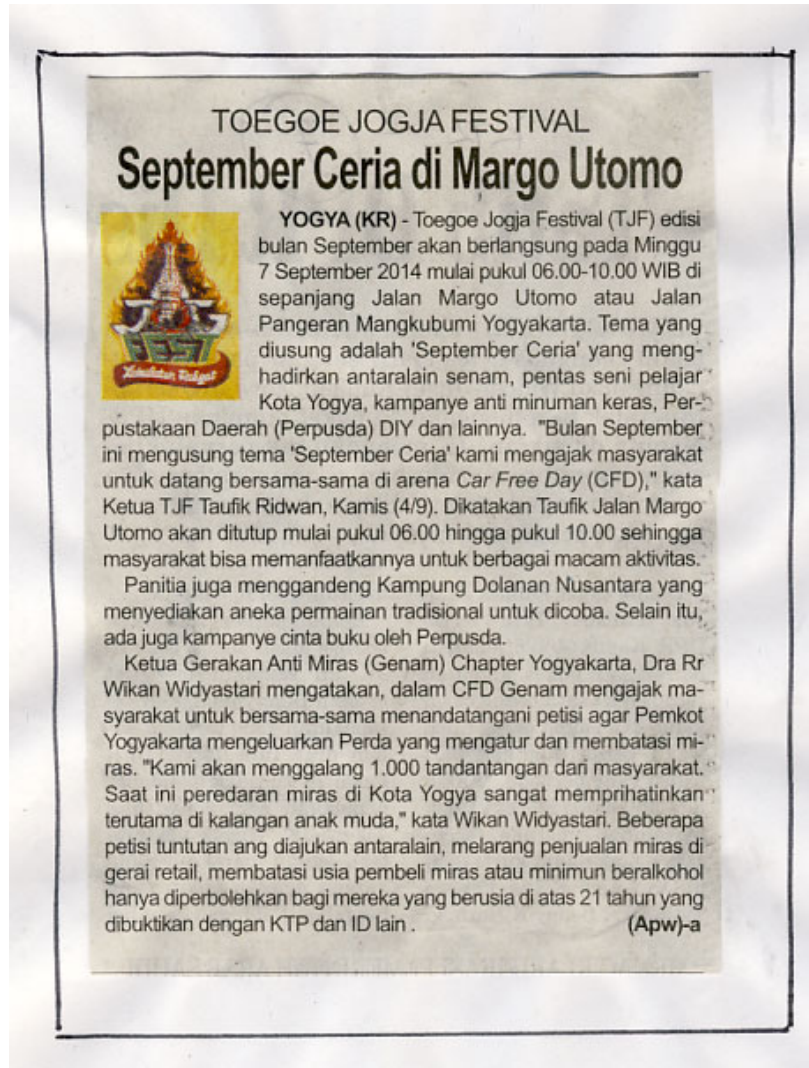 TOEGOE JOGJA FESTIVAL
September Ceria di Margo Utomo
FEST
Kawulatan Rakyat
YOGYA (KR) - Toegoe Jogja Festival (TJF) edisi
bulan September akan berlangsung pada Minggu
7 September 2014 mulai pukul 06.00-10.00 WIB di
sepanjang Jalan Margo Utomo atau Jalan
Pangeran Mangkubumi Yogyakarta. Tema yang
diusung adalah 'September Ceria' yang meng-
hadirkan antaralain senam, pentas seni pelajar
Kota Yogya, kampanye anti minuman keras, Per-
pustakaan Daerah (Perpusda) DIY dan lainnya. "Bulan September
ini mengusung tema 'September Ceria' kami mengajak masyarakat
untuk datang bersama-sama di arena Car Free Day (CFD)," kata
Ketua TJF Taufik Ridwan, Kamis (4/9). Dikatakan Taufik Jalan Margo
Utomo akan ditutup mulai pukul 06.00 hingga pukul 10.00 sehingga
masyarakat bisa memanfaatkannya untuk berbagai macam aktivitas.
Panitia juga menggandeng Kampung Dolanan Nusantara yang
menyediakan aneka permainan tradisional untuk dicoba. Selain itu,
ada juga kampanye cinta buku oleh Perpusda.
Ketua Gerakan Anti Miras (Genam) Chapter Yogyakarta, Dra Rr
Wikan Widyastari mengatakan, dalam CFD Genam mengajak ma-
syarakat untuk bersama-sama menandatangani petisi agar Pemkot
Yogyakarta mengeluarkan Perda yang mengatur dan membatasi mi-
ras. "Kami akan menggalang 1.000 tandantangan dari masyarakat.
Saat ini peredaran miras di Kota Yogya sangat memprihatinkan
terutama di kalangan anak muda," kata Wikan Widyastari. Beberapa
petisi tuntutan ang diajukan antaralain, melarang penjualan miras di
gerai retail, membatasi usia pembeli miras atau minimun beralkohol
hanya diperbolehkan bagi mereka yang berusia di atas 21 tahun yang
dibuktikan dengan KTP dan ID lain . (Apw)-a